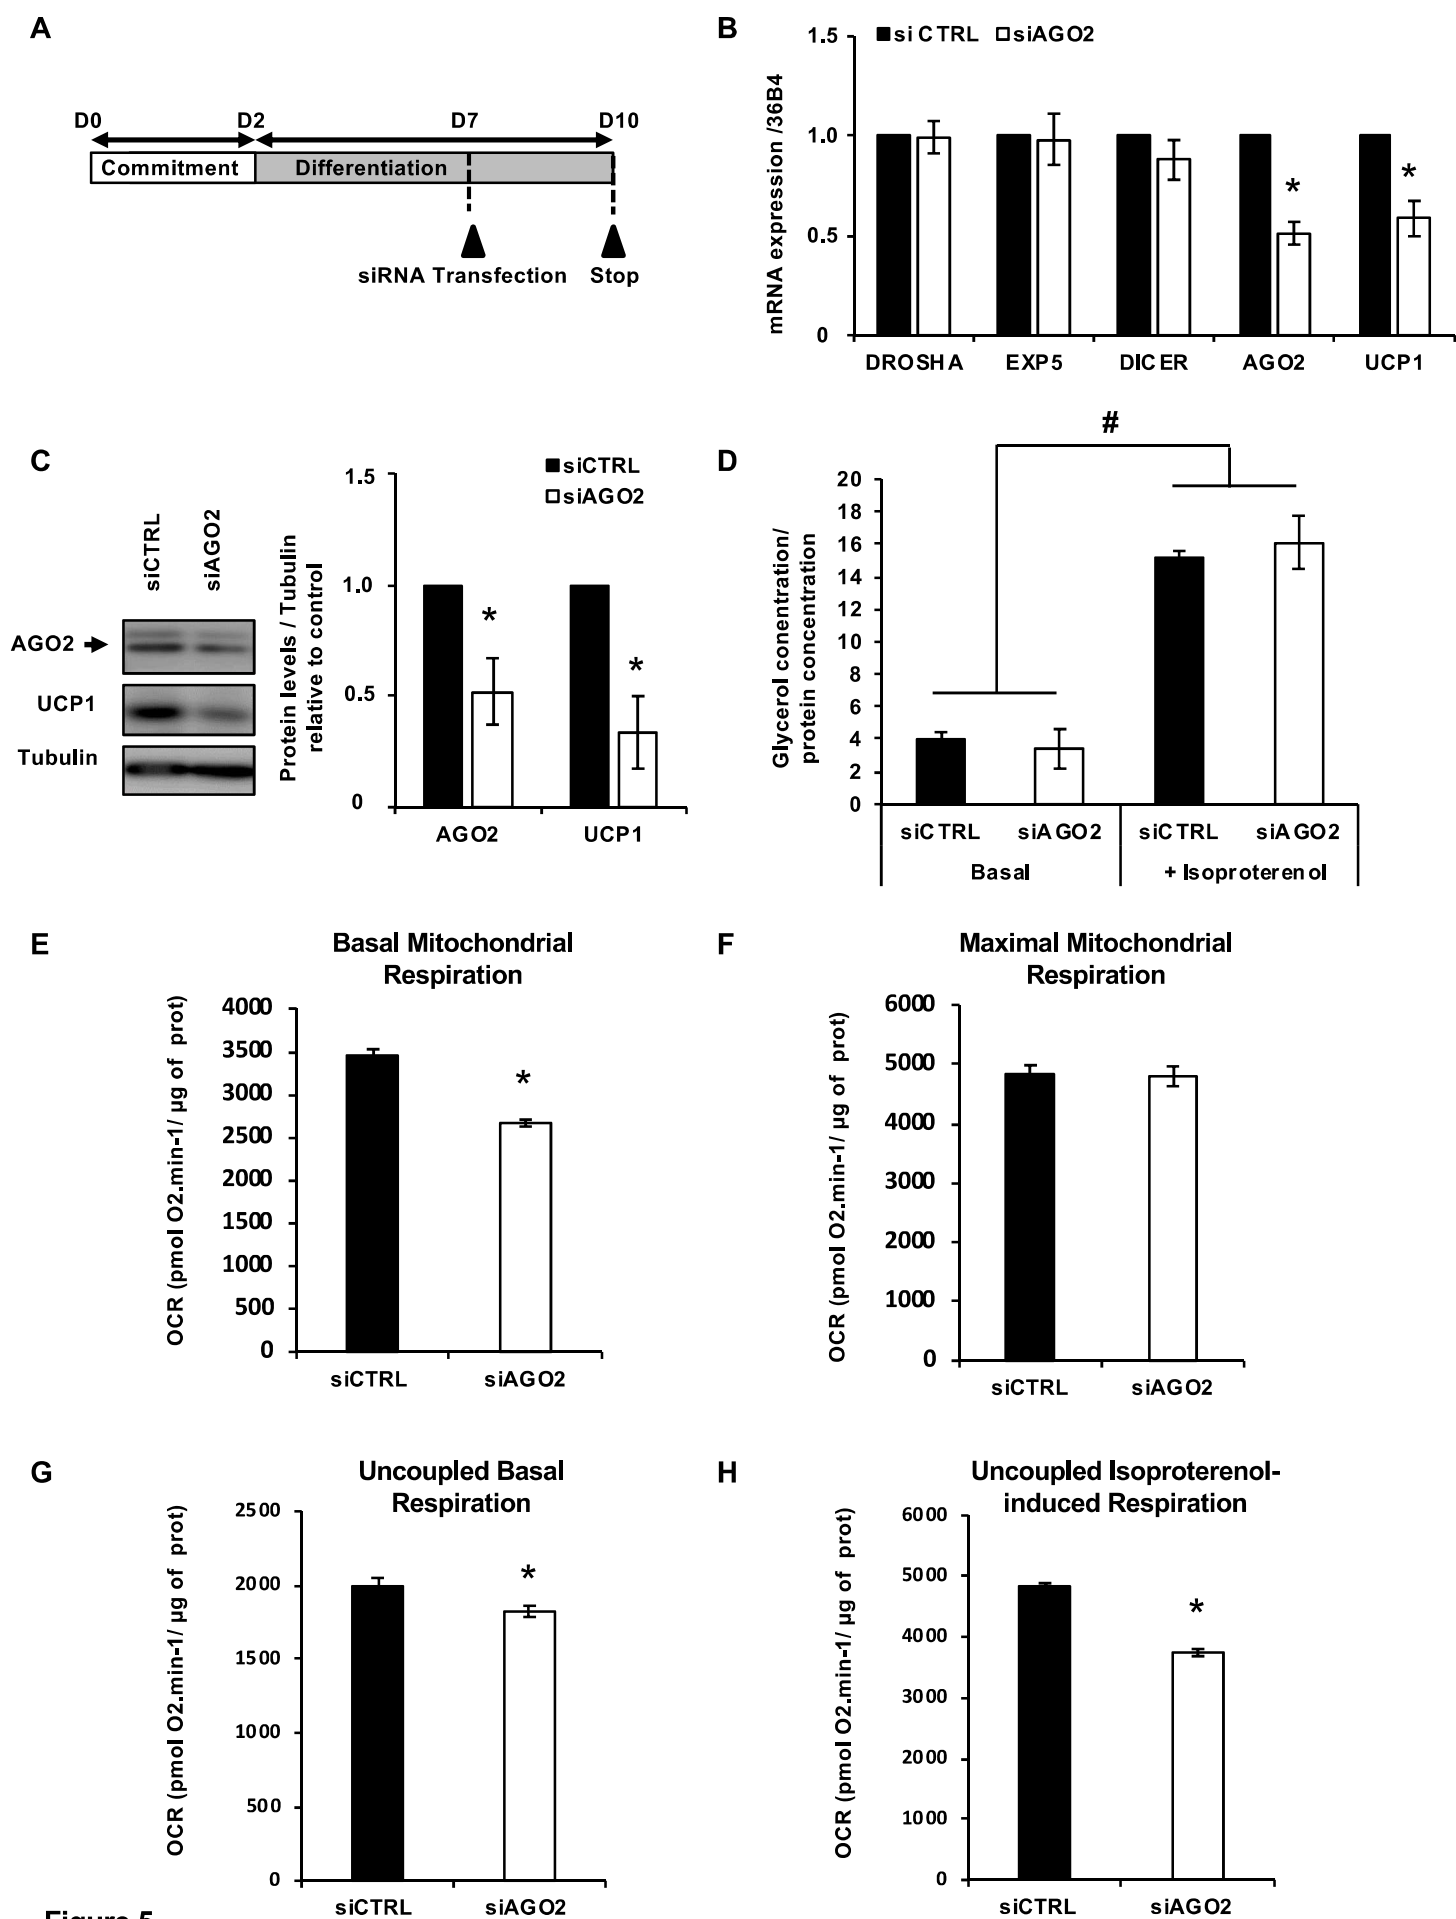 A
D0 D2 D7 D10
Commitment Differentiation
siRNA Transfection Stop
B
siCTRL siAGO2
mRNA expression /36B4
1.5
1.0
0.5
0
* *
DROSHA EXP5 DICER AGO2 UCP1
C
siCTRL siAGO2
AGO2
UCP1
Tubulin
siCTRL
siAGO2
Protein levels / Tubulin
relative to control
1.5
1.0
0.5
0
* *
AGO2 UCP1
D
#
Glycerol conentration/
protein concentration
20
18
16
14
12
10
8
6
4
2
0
siCTRL siAGO2 siCTRL siAGO2
Basal + Isoproterenol
E
Basal Mitochondrial
Respiration
OCR (pmol O2.min-1/ µg of prot)
4000
3500
3000
2500
2000
1500
1000
500
0
*
siCTRL siAGO2
F
Maximal Mitochondrial
Respiration
OCR (pmol O2.min-1/ µg of prot)
6000
5000
4000
3000
2000
1000
0
siCTRL siAGO2
G
Uncoupled Basal
Respiration
OCR (pmol O2.min-1/ µg of prot)
2500
2000
1500
1000
500
0
*
siCTRL siAGO2
H
Uncoupled Isoproterenol-
induced Respiration
OCR (pmol O2.min-1/ µg of prot)
6000
5000
4000
3000
2000
1000
0
*
siCTRL siAGO2
Figure 5